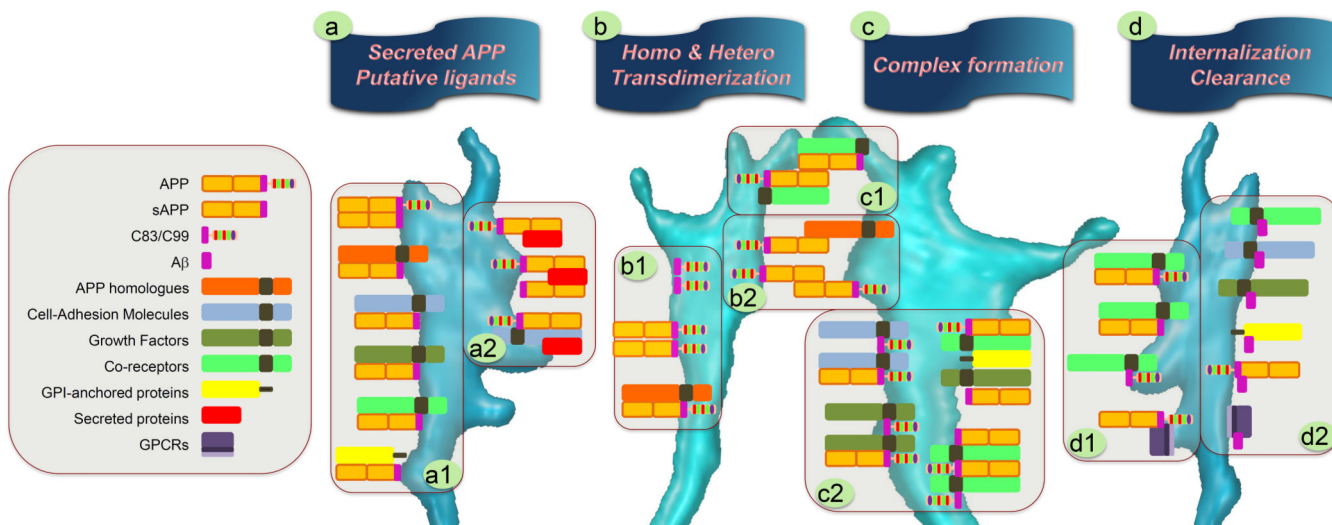 a
Secreted APP
Putative ligands
b
Homo & Hetero
Transdimerization
c
Complex formation
d
Internalization
Clearance
APP
sAPP
C83/C99
Aβ
APP homologues
Cell-Adhesion Molecules
Growth Factors
Co-receptors
GPI-anchored proteins
Secreted proteins
GPCRs
a1
a2
b1
b2
c1
c2
d1
d2